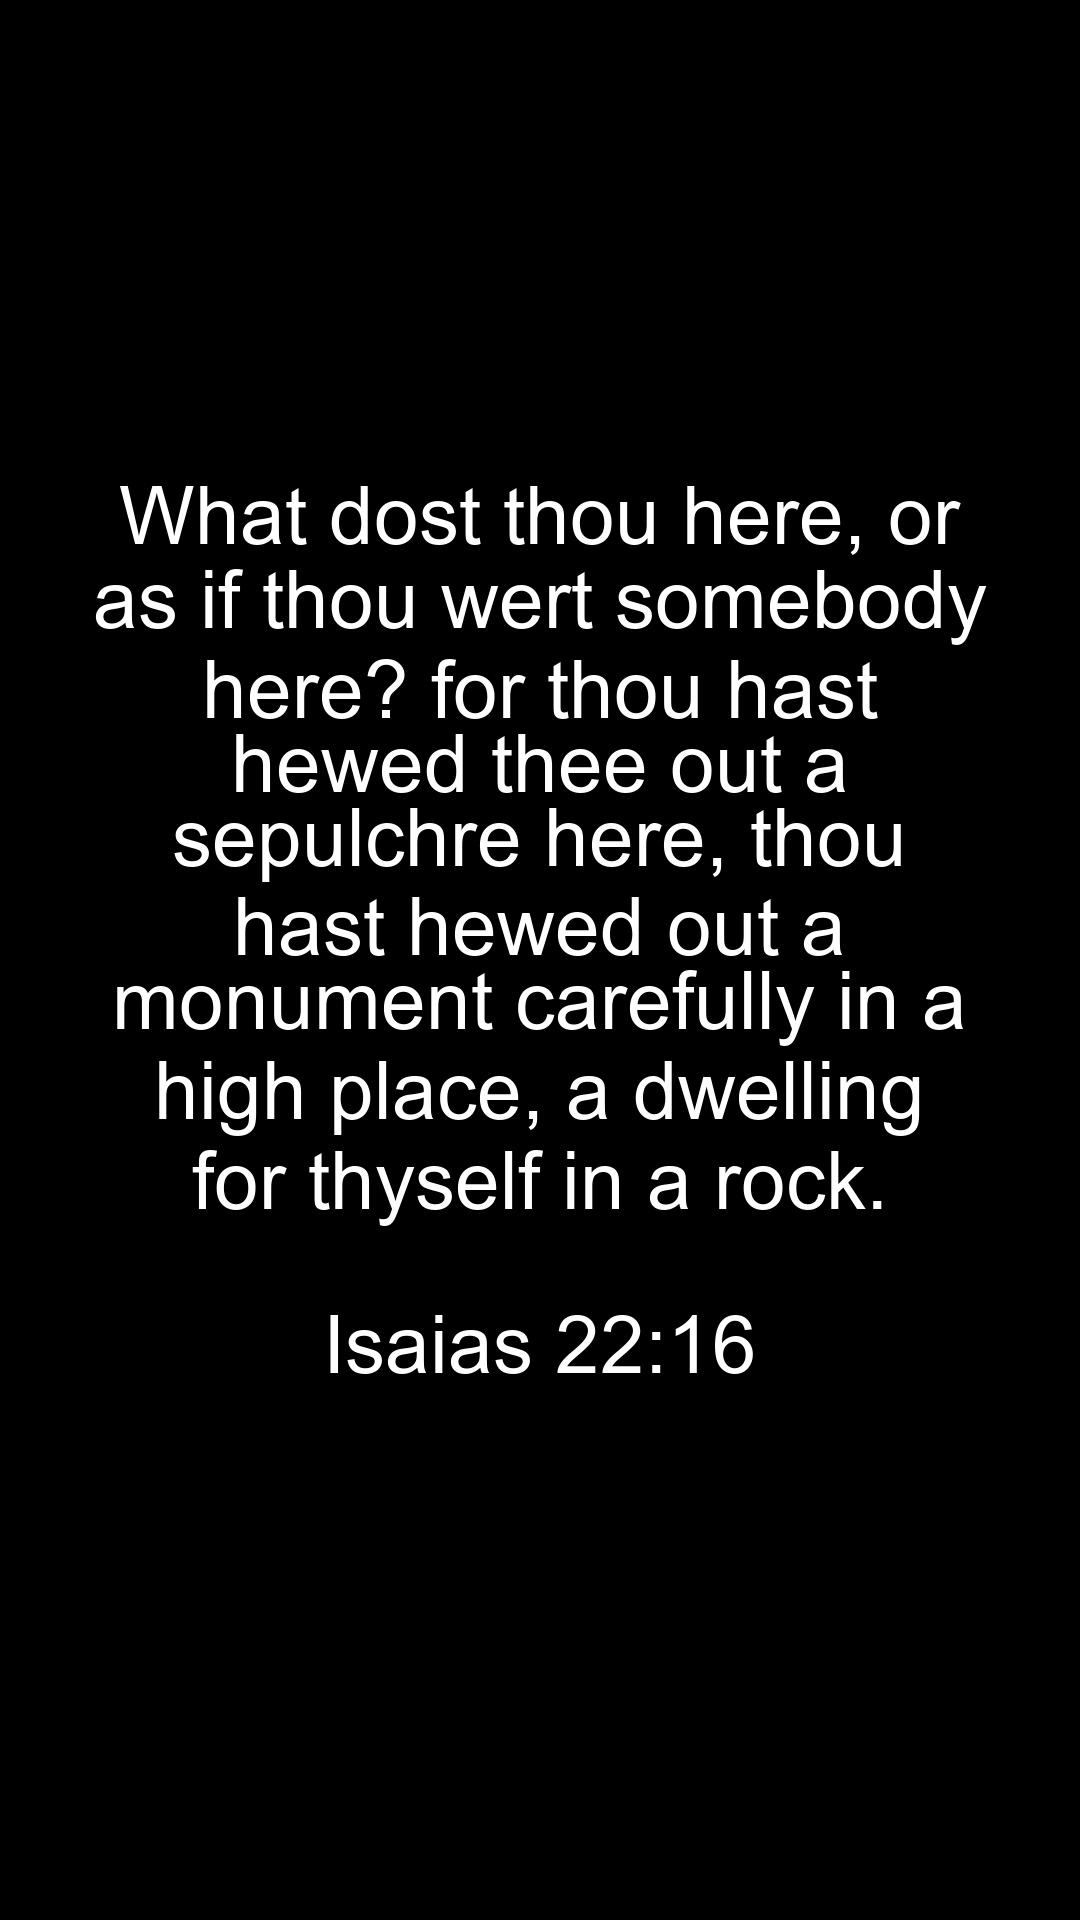 What dost thou here, or
as if thou wert somebody
here? for thou hast
hewed thee out a
sepulchre here, thou
hast hewed out a
monument carefully in a
high place, a dwelling
for thyself in a rock.
Isaias 22:16